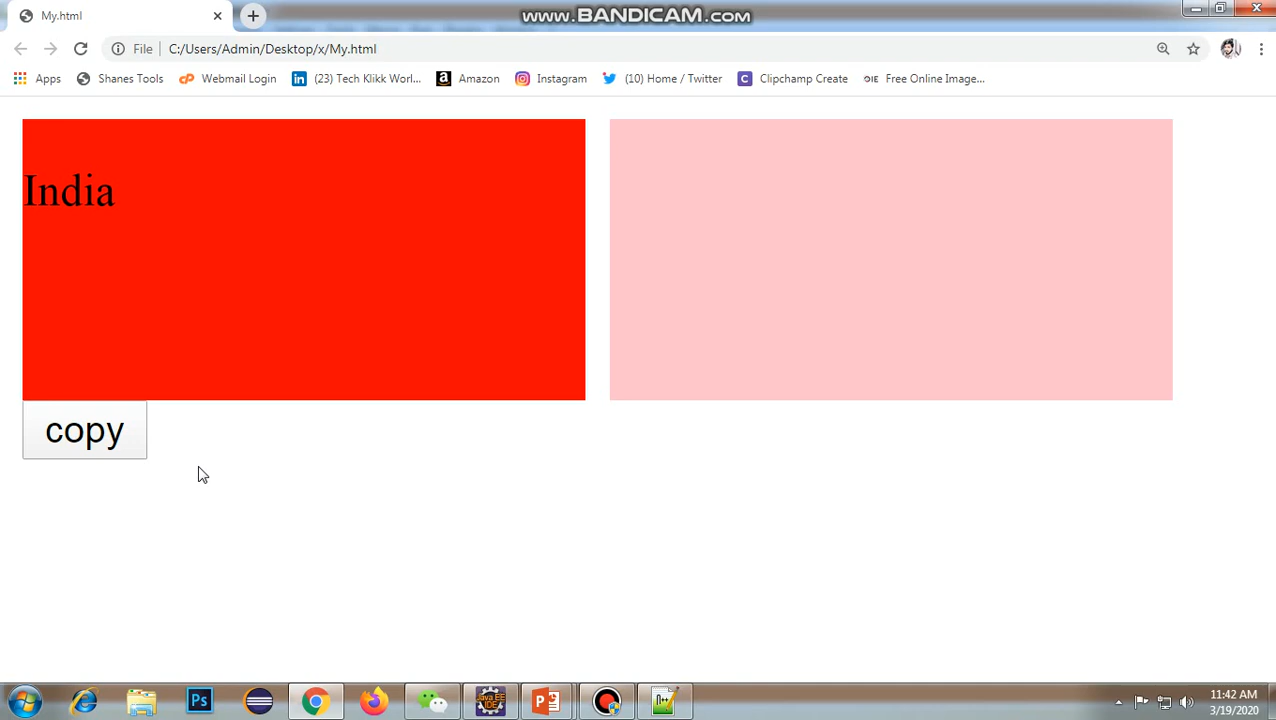 My.html
www.BANDICAM.com
File
C:/Users/Admin/Desktop/x/My.html
Apps
Shanes Tools
Webmail Login
(23) Tech Klikk Worl...
Amazon
Instagram
(10) Home / Twitter
Clipchamp Create
Free Online Image...
India
copy
11:42 AM
3/19/2020